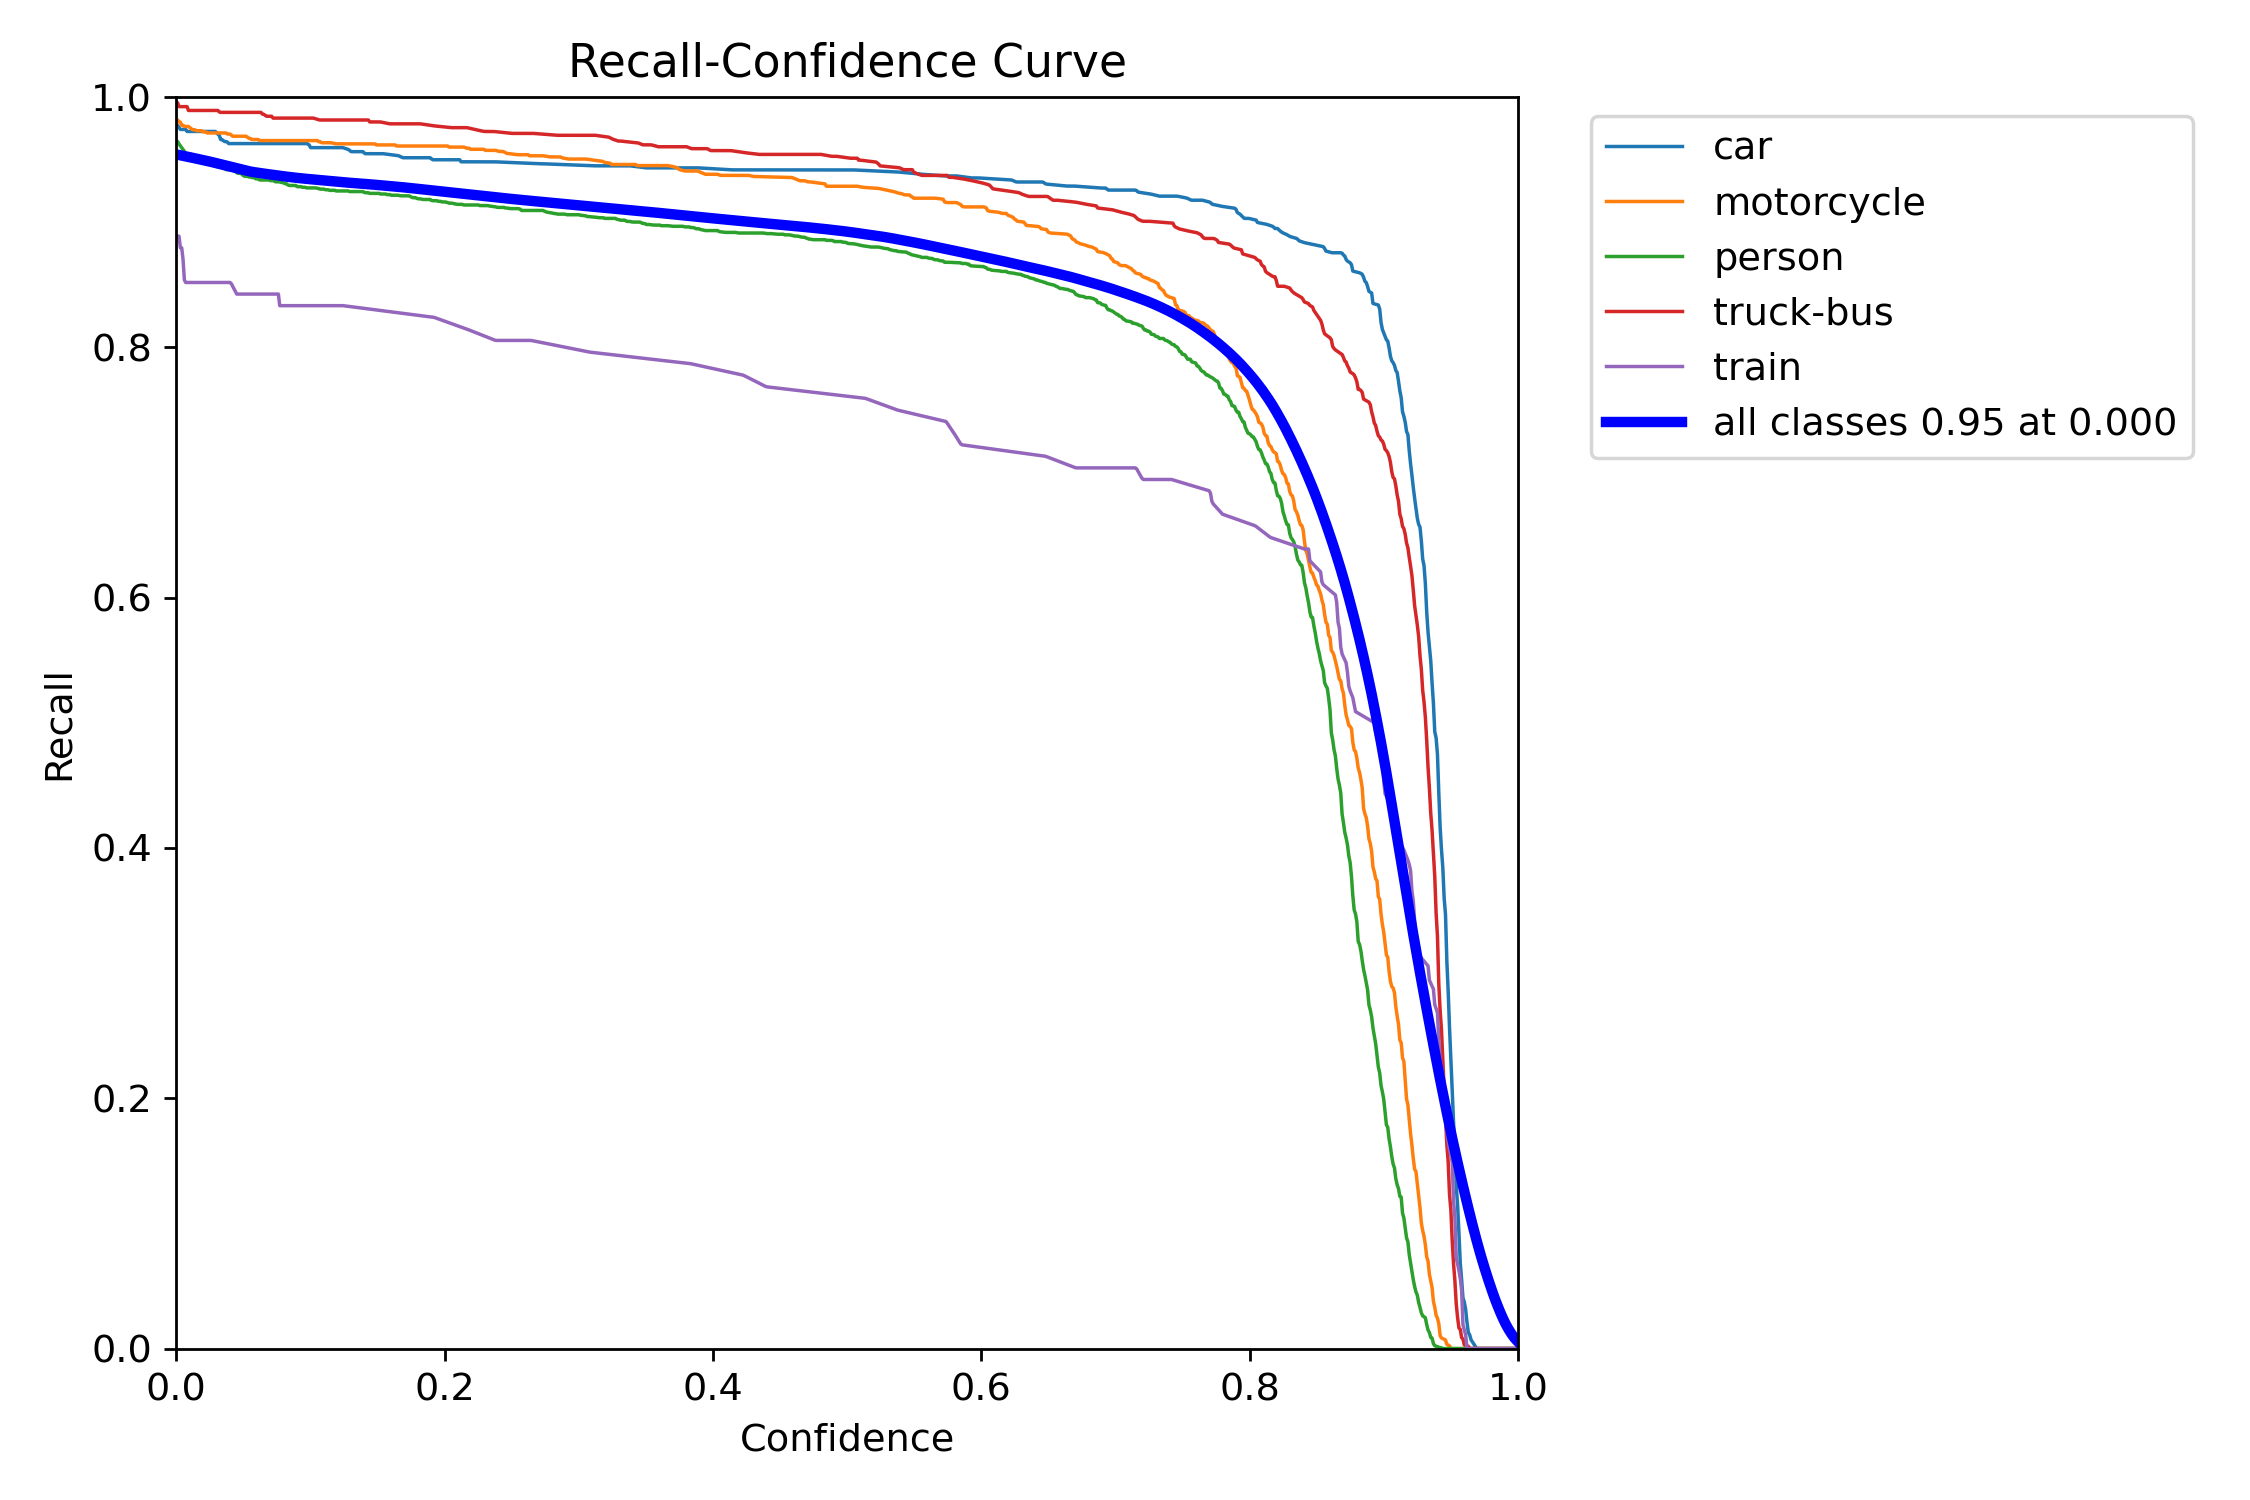 Recall-Confidence Curve
1.0
0.8
0.6
0.4
0.2
0.0
Recall
0.0 0.2 0.4 0.6 0.8 1.0
Confidence
car
motorcycle
person
truck-bus
train
all classes 0.95 at 0.000